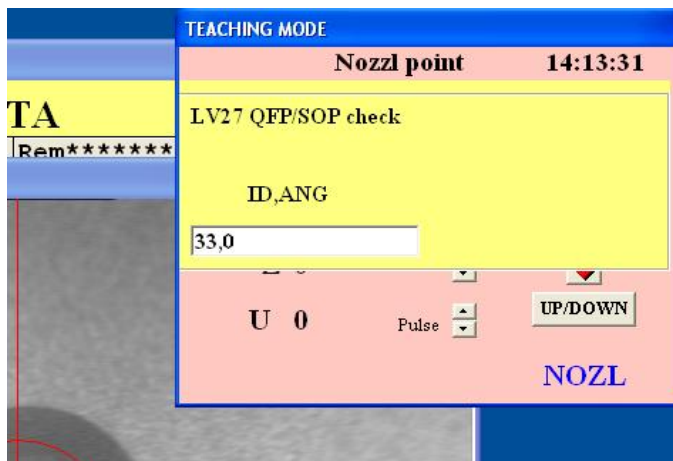 TEACHING MODE
Nozzl point 14:13:31
TA
Rem*******
LV27 QFP/SOP check
ID,ANG
33,0
U 0 Pulse UP/DOWN
NOZL